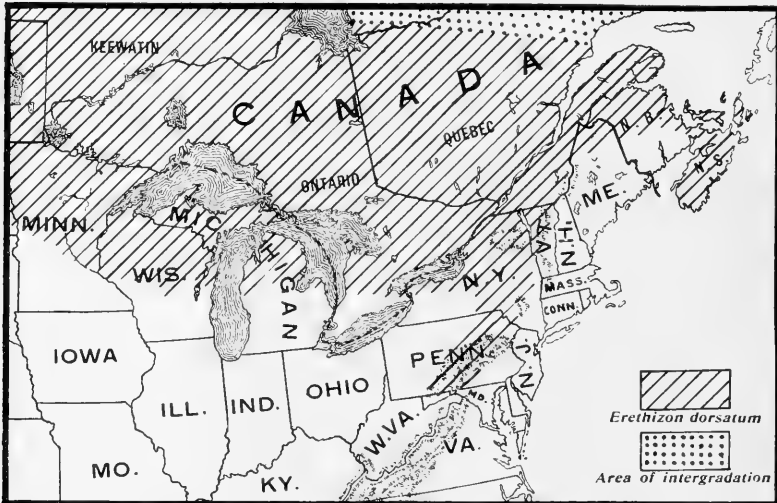 KEEWATIN
CANADA
QUEBEC
ONTARIO
N.B.
N.S.
ME.
MINN.
MICHIGAN
WIS.
N.Y.
V.A.
N.H.
MASS.
CONN.
IOWA
PENN.
N.J.
ILL.
IND.
OHIO
MD.
W.VA.
VA.
MO.
KY.
Erethizon dorsatum
Area of intergradation